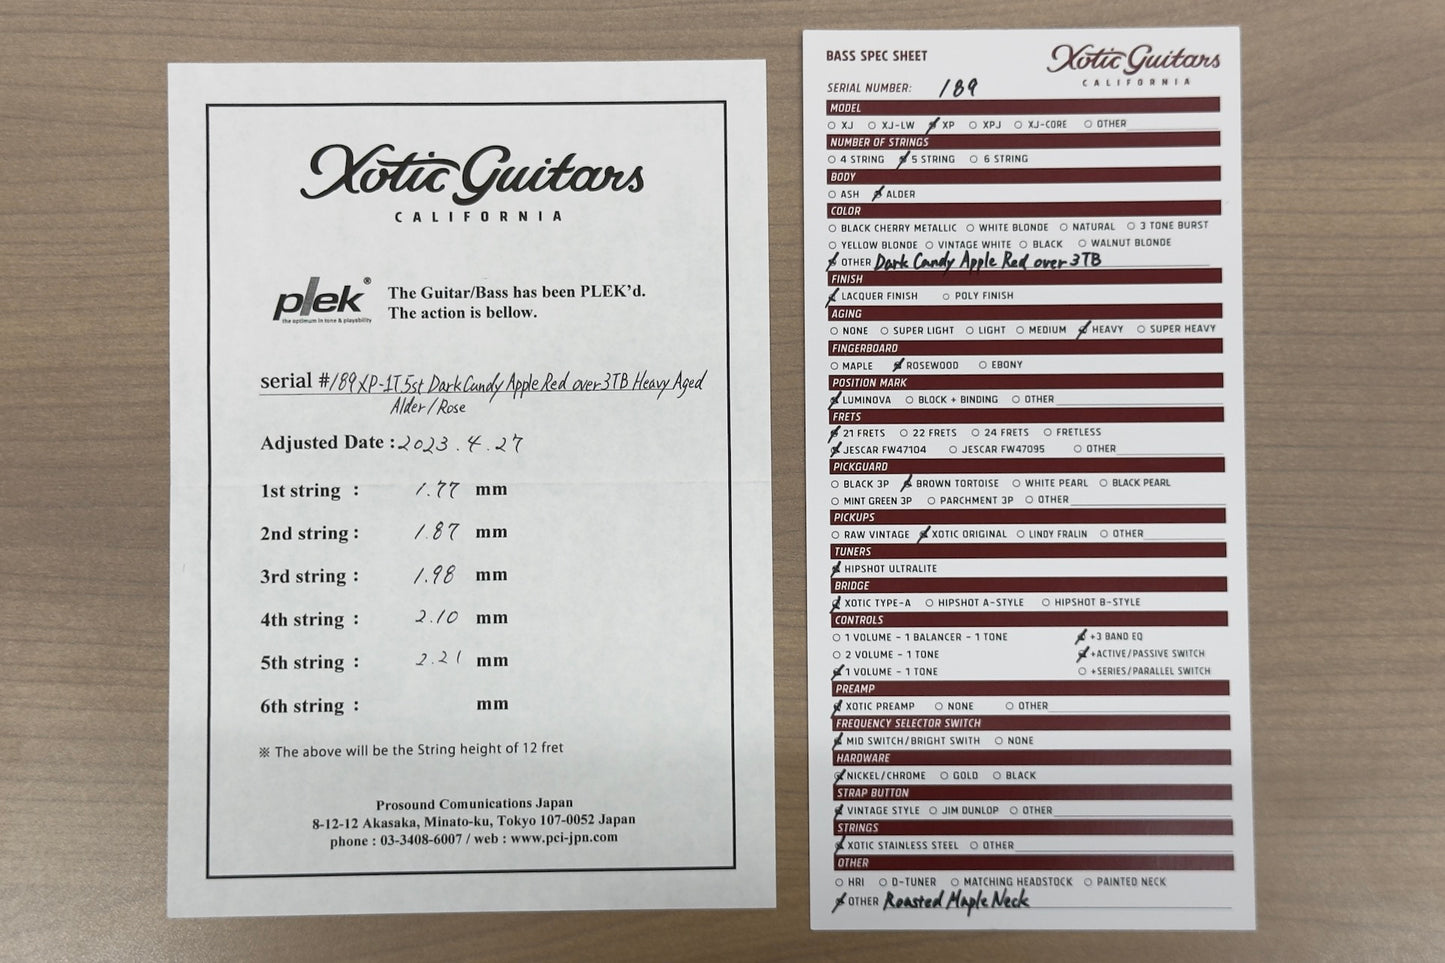 Xotic Guitars
CALIFORNIA
plek®
the optimum in tone & playability
The Guitar/Bass has been PLEK'd.
The action is bellow.
serial #189 XP-1T 5st Dark Candy Apple Red over 3TB Heavy Aged
Alder/Rose
Adjusted Date : 2023.4.27
1st string : 1.77 mm
2nd string : 1.87 mm
3rd string : 1.98 mm
4th string : 2.10 mm
5th string : 2.21 mm
6th string : mm
※ The above will be the String height of 12 fret
Prosound Comunications Japan
8-12-12 Akasaka, Minato-ku, Tokyo 107-0052 Japan
phone : 03-3408-6007 / web : www.pci-jpn.com
BASS SPEC SHEET
Xotic Guitars
CALIFORNIA
SERIAL NUMBER: 189
MODEL
XJ XJ-LW XP XPJ XJ-CORE OTHER
NUMBER OF STRINGS
4 STRING 5 STRING 6 STRING
BODY
ASH ALDER
COLOR
BLACK CHERRY METALLIC WHITE BLONDE NATURAL 3 TONE BURST
YELLOW BLONDE VINTAGE WHITE BLACK WALNUT BLONDE
OTHER Dark Candy Apple Red over 3TB
FINISH
LACQUER FINISH POLY FINISH
AGING
NONE SUPER LIGHT LIGHT MEDIUM HEAVY SUPER HEAVY
FINGERBOARD
MAPLE ROSEWOOD EBONY
POSITION MARK
LUMINOVA BLOCK + BINDING OTHER
FRETS
21 FRETS 22 FRETS 24 FRETS FRETLESS
JESCAR FW47104 JESCAR FW47095 OTHER
PICKGUARD
BLACK 3P BROWN TORTOISE WHITE PEARL BLACK PEARL
MINT GREEN 3P PARCHMENT 3P OTHER
PICKUPS
RAW VINTAGE XOTIC ORIGINAL LINDY FRALIN OTHER
TUNERS
HIPSHOT ULTRALITE
BRIDGE
XOTIC TYPE-A HIPSHOT A-STYLE HIPSHOT B-STYLE
CONTROLS
1 VOLUME - 1 BALANCER - 1 TONE +3 BAND EQ
2 VOLUME - 1 TONE +ACTIVE/PASSIVE SWITCH
1 VOLUME - 1 TONE +SERIES/PARALLEL SWITCH
PREAMP
XOTIC PREAMP NONE OTHER
FREQUENCY SELECTOR SWITCH
MID SWITCH/BRIGHT SWITH NONE
HARDWARE
NICKEL/CHROME GOLD BLACK
STRAP BUTTON
VINTAGE STYLE JIM DUNLOP OTHER
STRINGS
XOTIC STAINLESS STEEL OTHER
OTHER
HRI D-TUNER MATCHING HEADSTOCK PAINTED NECK
OTHER Roasted Maple Neck